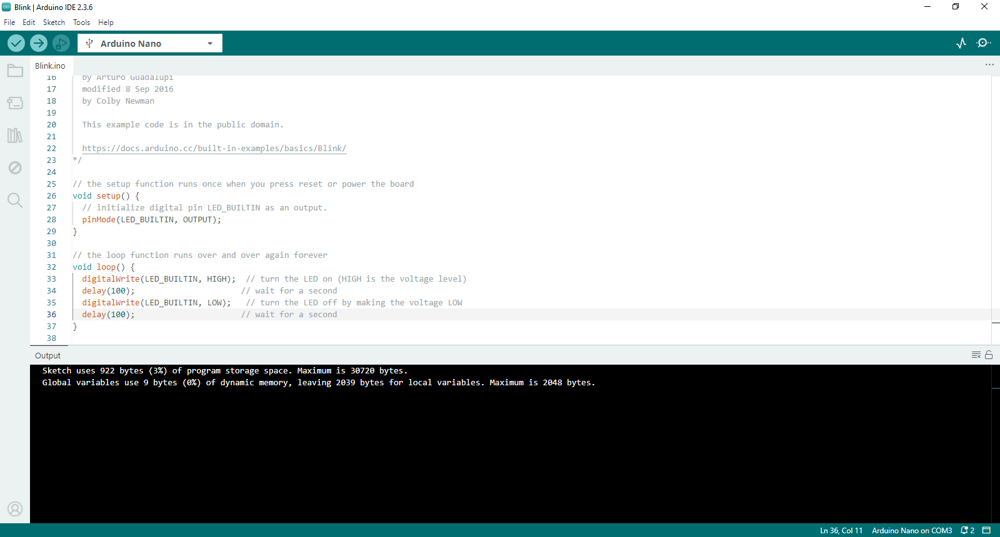 Blink | Arduino IDE 2.3.6
File Edit Sketch Tools Help
Arduino Nano
Blink.ino
16 by Arturo Guadalupi
17 modified 8 Sep 2016
18 by Colby Newman
19
20 This example code is in the public domain.
21
22 https://docs.arduino.cc/built-in-examples/basics/Blink/
23 */
24
25 // the setup function runs once when you press reset or power the board
26 void setup() {
27 // initialize digital pin LED_BUILTIN as an output.
28 pinMode(LED_BUILTIN, OUTPUT);
29 }
30
31 // the loop function runs over and over again forever
32 void loop() {
33 digitalWrite(LED_BUILTIN, HIGH); // turn the LED on (HIGH is the voltage level)
34 delay(100); // wait for a second
35 digitalWrite(LED_BUILTIN, LOW); // turn the LED off by making the voltage LOW
36 delay(100); // wait for a second
37 }
38
Output
Sketch uses 922 bytes (3%) of program storage space. Maximum is 30720 bytes.
Global variables use 9 bytes (0%) of dynamic memory, leaving 2039 bytes for local variables. Maximum is 2048 bytes.
Ln 36, Col 11 Arduino Nano on COM3 2